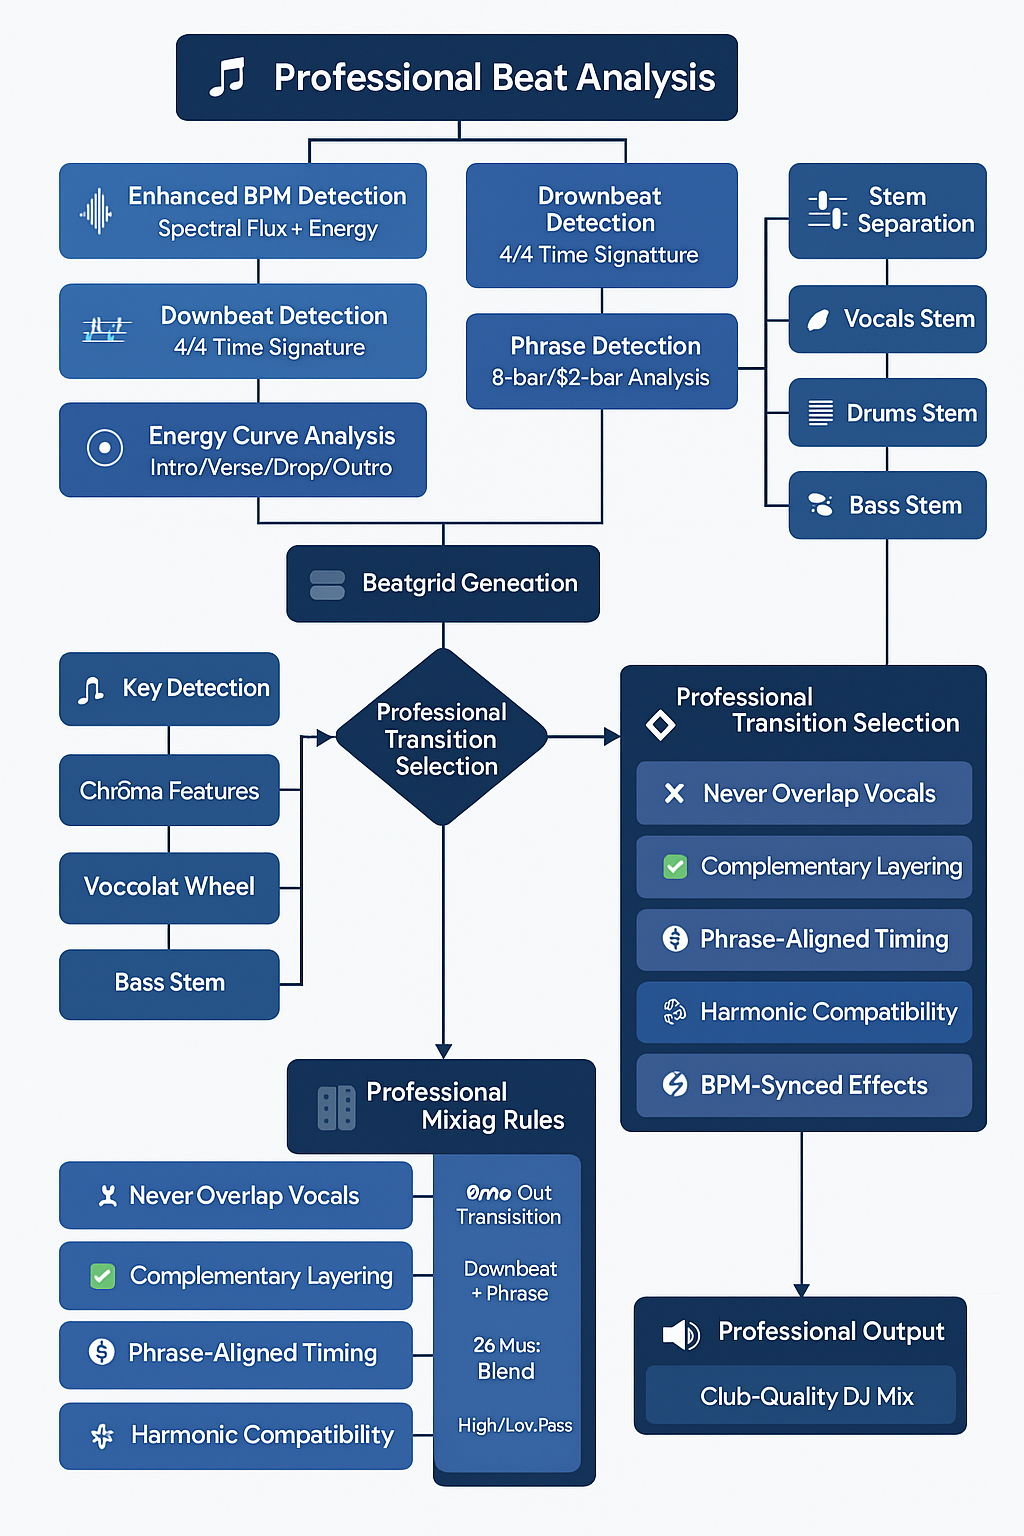 Professional Beat Analysis
Enhanced BPM Detection
Spectral Flux + Energy
Downbeat Detection
4/4 Time Signature
Energy Curve Analysis
Intro/Verse/Drop/Outro
Drownbeat
Detection
4/4 Time Signatture
Phrase Detection
8-bar/$2-bar Analysis
Stem
Separation
Vocals Stem
Drums Stem
Bass Stem
Beatgrid Geneation
Key Detection
Chrôma Features
Voccolat Wheel
Bass Stem
Professional
Transition
Selection
Professional
Transition Selection
Never Overlap Vocals
Complementary Layering
Phrase-Aligned Timing
Harmonic Compatibility
BPM-Synced Effects
Professional
Mixiag Rules
Never Overlap Vocals
Complementary Layering
Phrase-Aligned Timing
Harmonic Compatibility
0mo Out
Transisition
Downbeat
+ Phrase
26 Mus:
Blend
High/Lov.Pass
Professional Output
Club-Quality DJ Mix